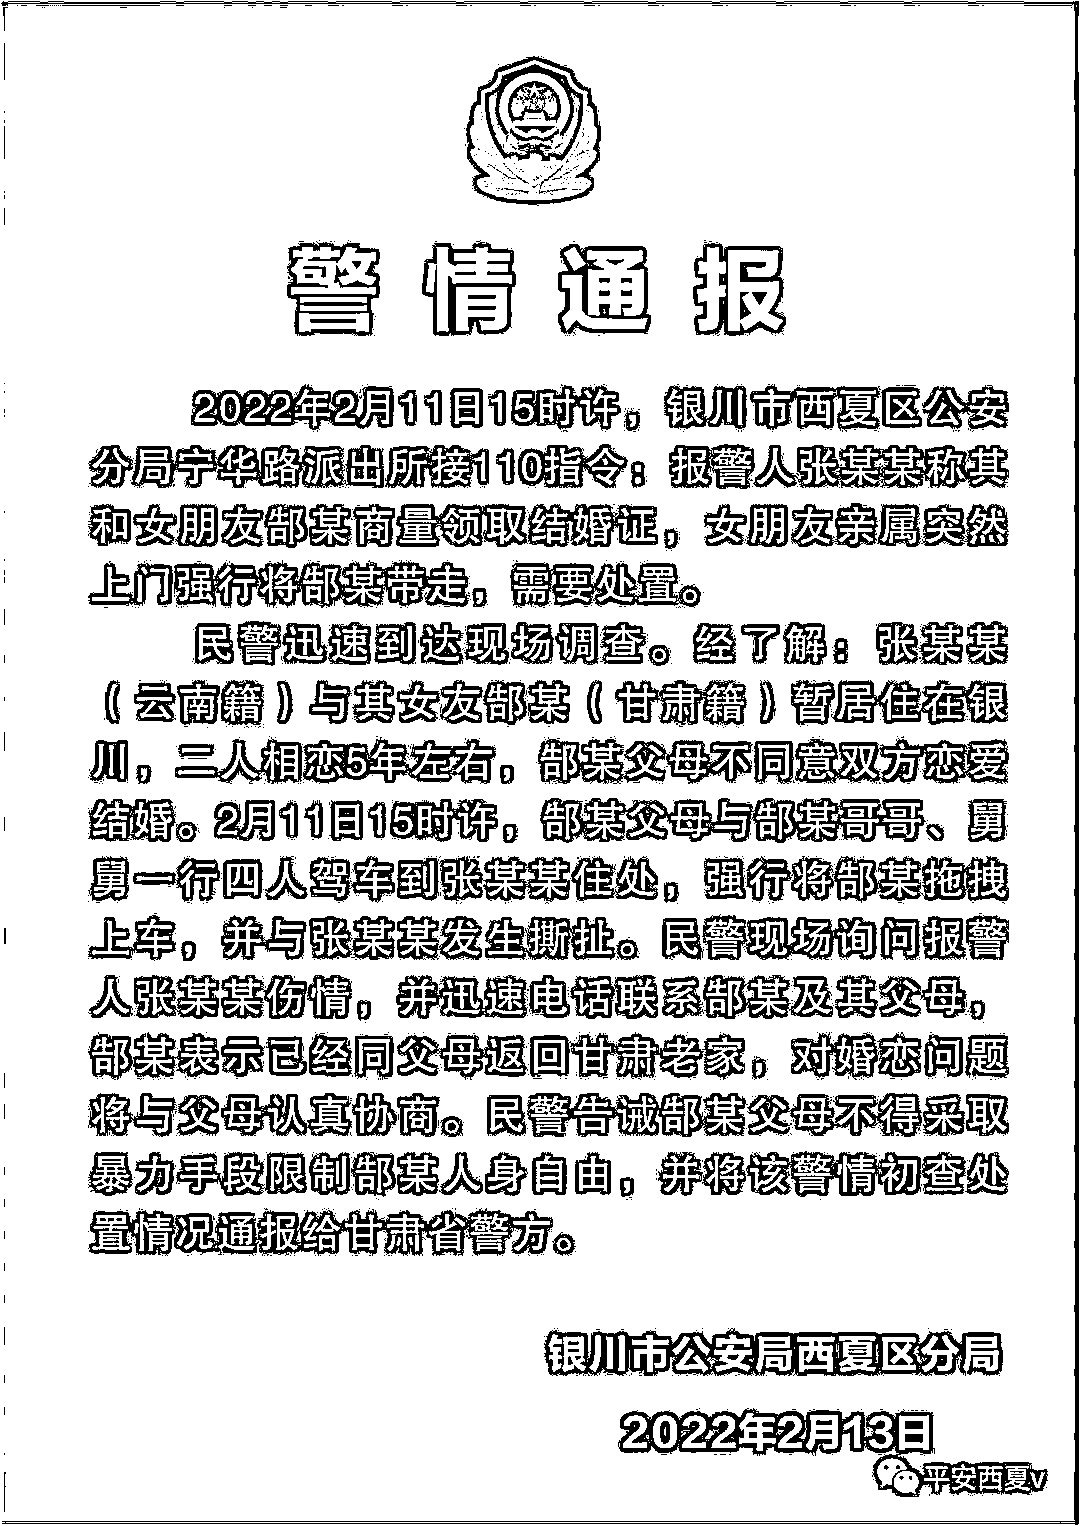 警情通报
2022年2月11日15时许，银川市西夏区公安
分局宁华路派出所接110指令：报警人张某某称其
和女朋友郜某商量领取结婚证，女朋友亲属突然
上门强行将郜某带走，需要处置。
民警迅速到达现场调查。经了解：张某某
（云南籍）与其女友郜某（甘肃籍）暂居住在银
川，二人相恋5年左右，郜某父母不同意双方恋爱
结婚。2月11日15时许，郜某父母与郜某哥哥、舅
舅一行四人驾车到张某某住处，强行将郜某拖拽
上车，并与张某某发生撕扯。民警现场询问报警
人张某某伤情，并迅速电话联系郜某及其父母，
郜某表示已经同父母返回甘肃老家，对婚恋问题
将与父母认真协商。民警告诫郜某父母不得采取
暴力手段限制郜某人身自由，并将该警情初查处
置情况通报给甘肃省警方。
银川市公安局西夏区分局
2022年2月13日
平安西夏v